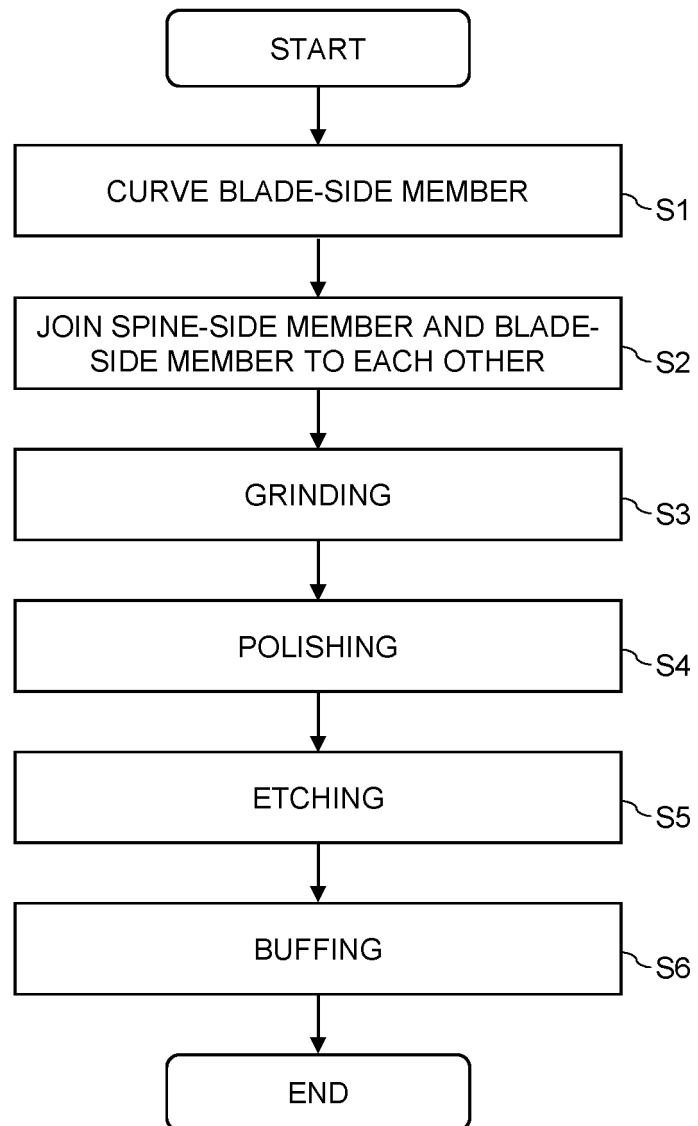 START
CURVE BLADE-SIDE MEMBER
S1
JOIN SPINE-SIDE MEMBER AND BLADE-
SIDE MEMBER TO EACH OTHER
S2
GRINDING
S3
POLISHING
S4
ETCHING
S5
BUFFING
S6
END